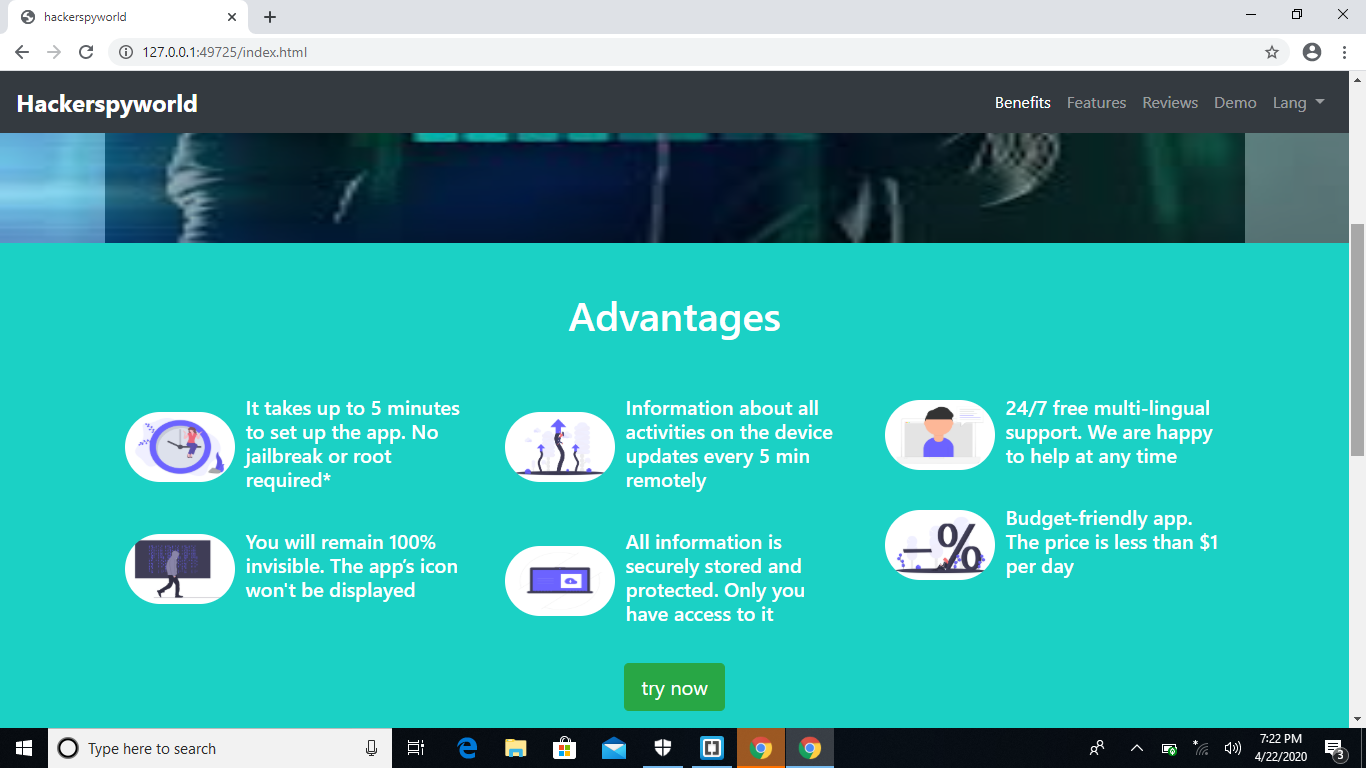 hackerspyworld
127.0.0.1:49725/index.html
Hackerspyworld
Benefits
Features
Reviews
Demo
Lang
Advantages
It takes up to 5 minutes
to set up the app. No
jailbreak or root
required*
Information about all
activities on the device
updates every 5 min
remotely
24/7 free multi-lingual
support. We are happy
to help at any time
You will remain 100%
invisible. The app’s icon
won't be displayed
All information is
securely stored and
protected. Only you
have access to it
Budget-friendly app.
The price is less than $1
per day
–%
try now
Type here to search
7:22 PM
4/22/2020
3